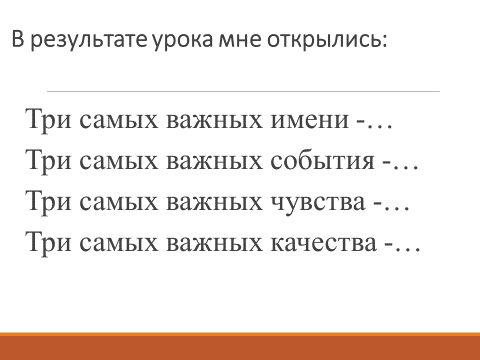 В результате урока мне открылись:
Три самых важных имени -…
Три самых важных события -…
Три самых важных чувства -…
Три самых важных качества -…